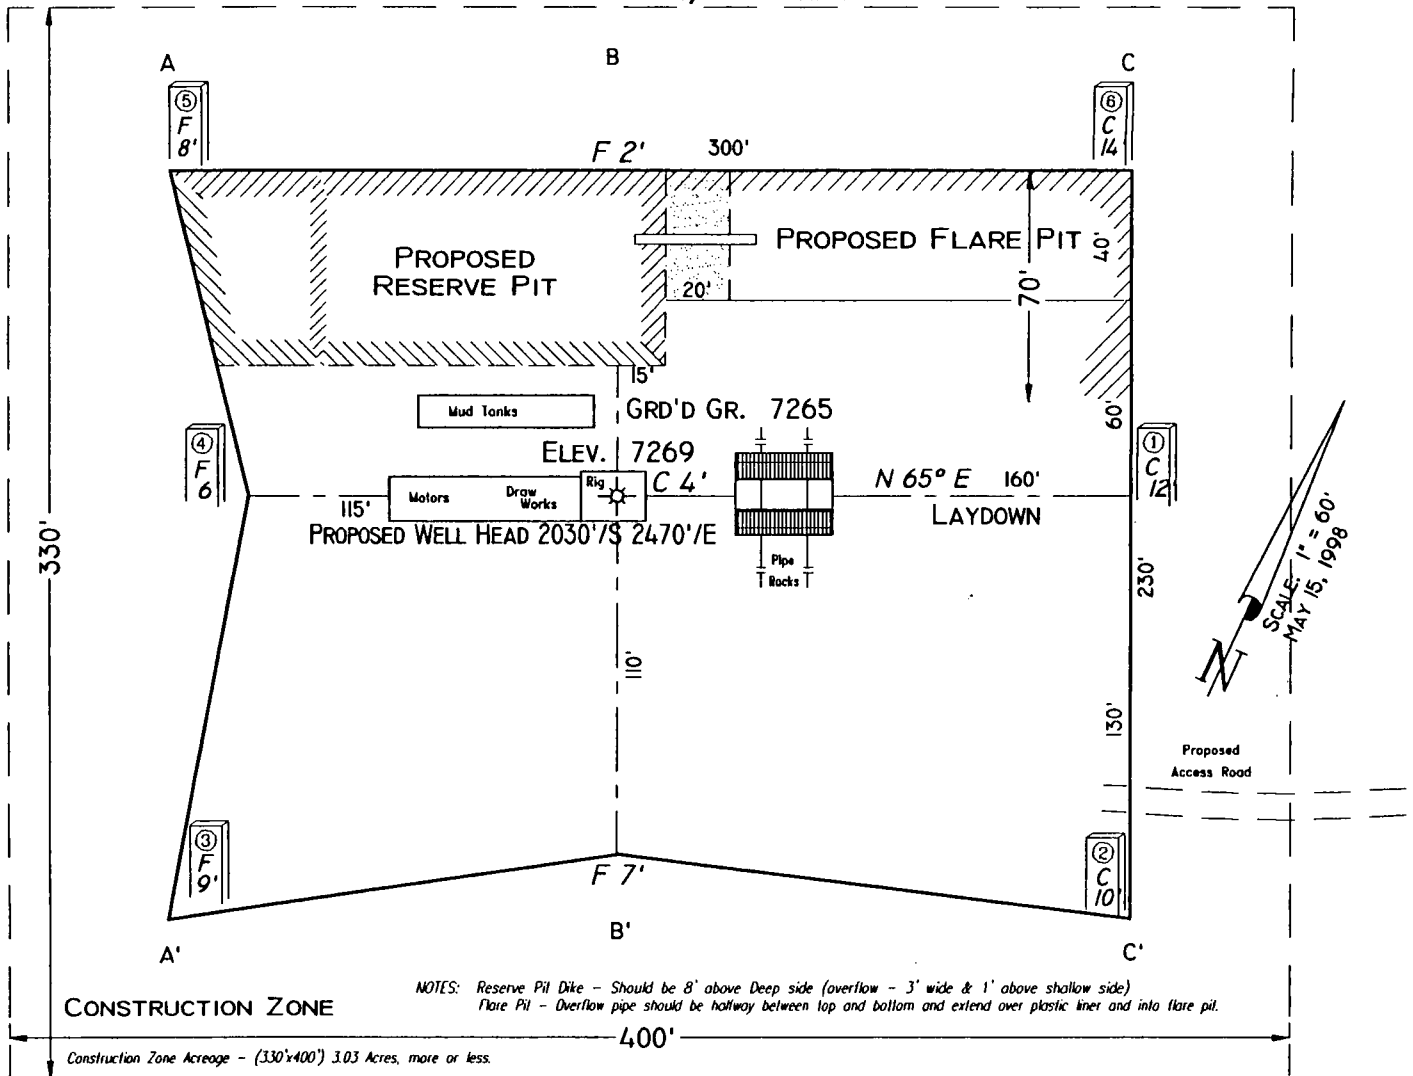 A
B
C
⑤
F
8'
⑥
C
14'
F 2'
300'
PROPOSED
RESERVE PIT
PROPOSED FLARE PIT
40'
20'
70'
15'
Mud Tanks
GRD'D GR. 7265
60'
④
F
6'
①
C
12'
ELEV. 7269
Rig
C 4'
N 65° E
160'
Motors
Draw
Works
115'
LAYDOWN
PROPOSED WELL HEAD 2030'/S 2470'/E
330'
Pipe
Racks
230'
SCALE: 1" = 60'
MAY 15, 1998
N
110'
130'
Proposed
Access Road
③
F
9'
②
C
10'
F 7'
A'
B'
C'
NOTES: Reserve Pit Dike - Should be 8' above Deep side (overflow - 3' wide & 1' above shallow side)
Flare Pit - Overflow pipe should be halfway between top and bottom and extend over plastic liner and into flare pit.
CONSTRUCTION ZONE
400'
Construction Zone Acreage - (330'x400') 3.03 Acres, more or less.